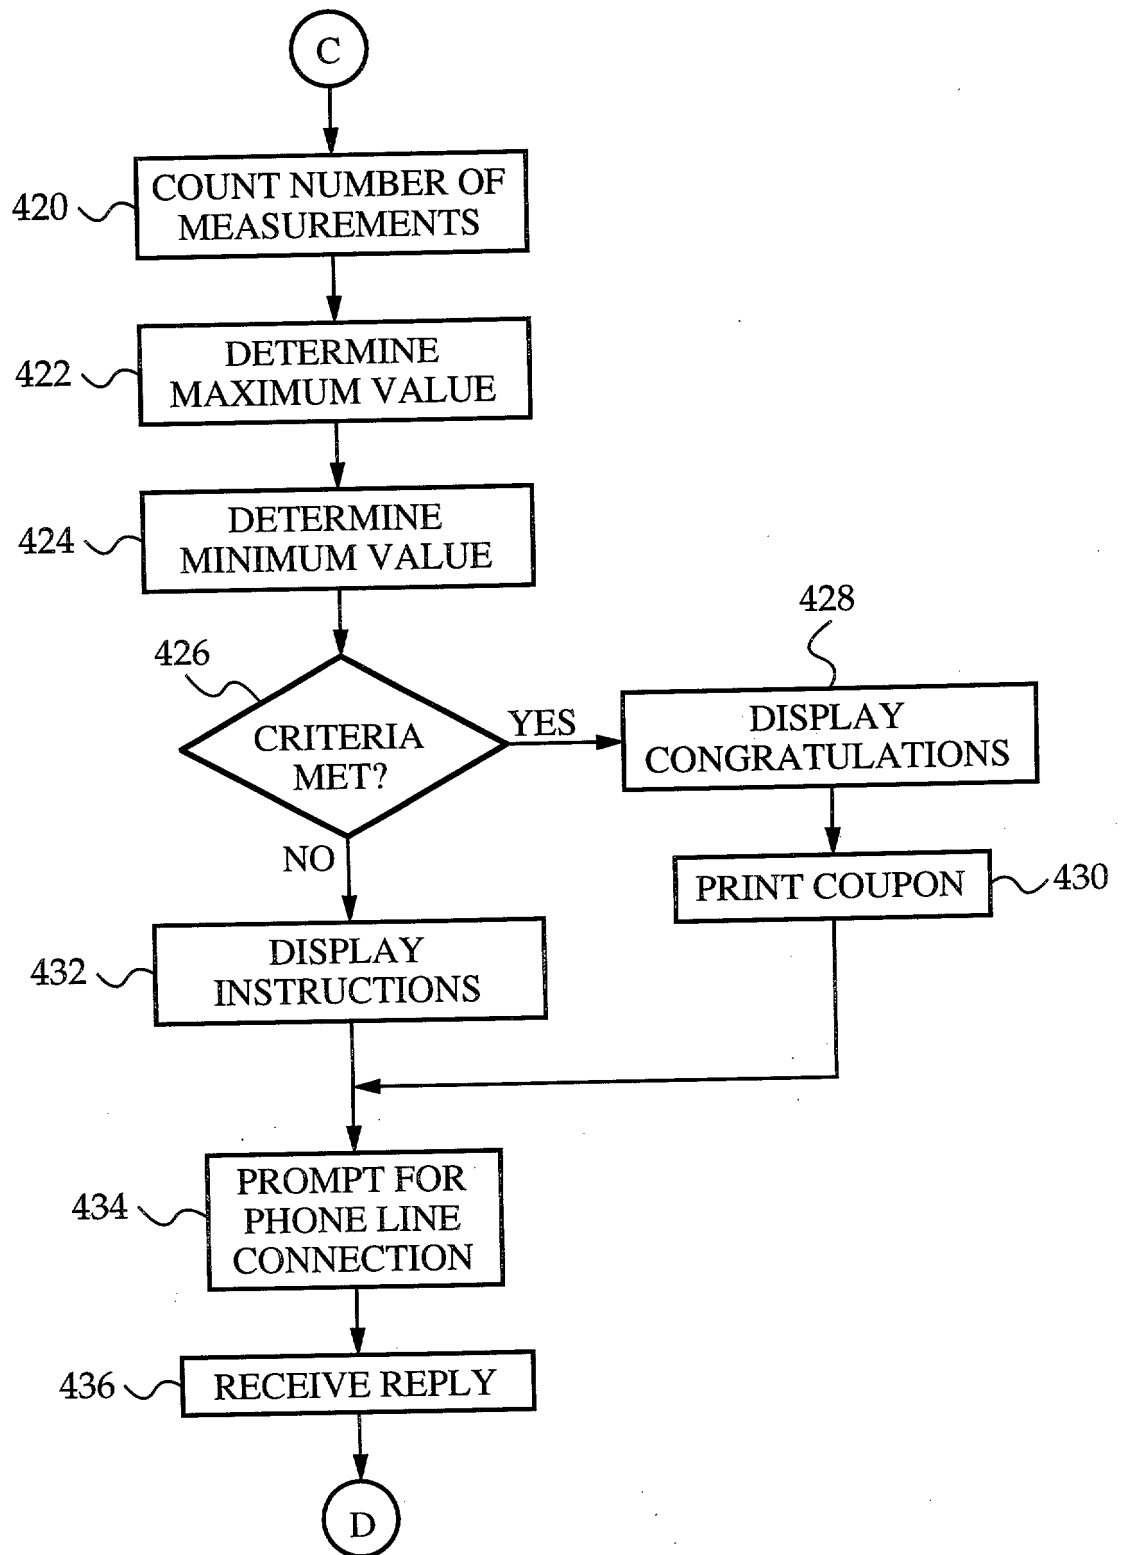 C
420
COUNT NUMBER OF
MEASUREMENTS
422
DETERMINE
MAXIMUM VALUE
424
DETERMINE
MINIMUM VALUE
426
CRITERIA
MET?
YES
428
DISPLAY
CONGRATULATIONS
NO
PRINT COUPON
430
432
DISPLAY
INSTRUCTIONS
434
PROMPT FOR
PHONE LINE
CONNECTION
436
RECEIVE REPLY
D